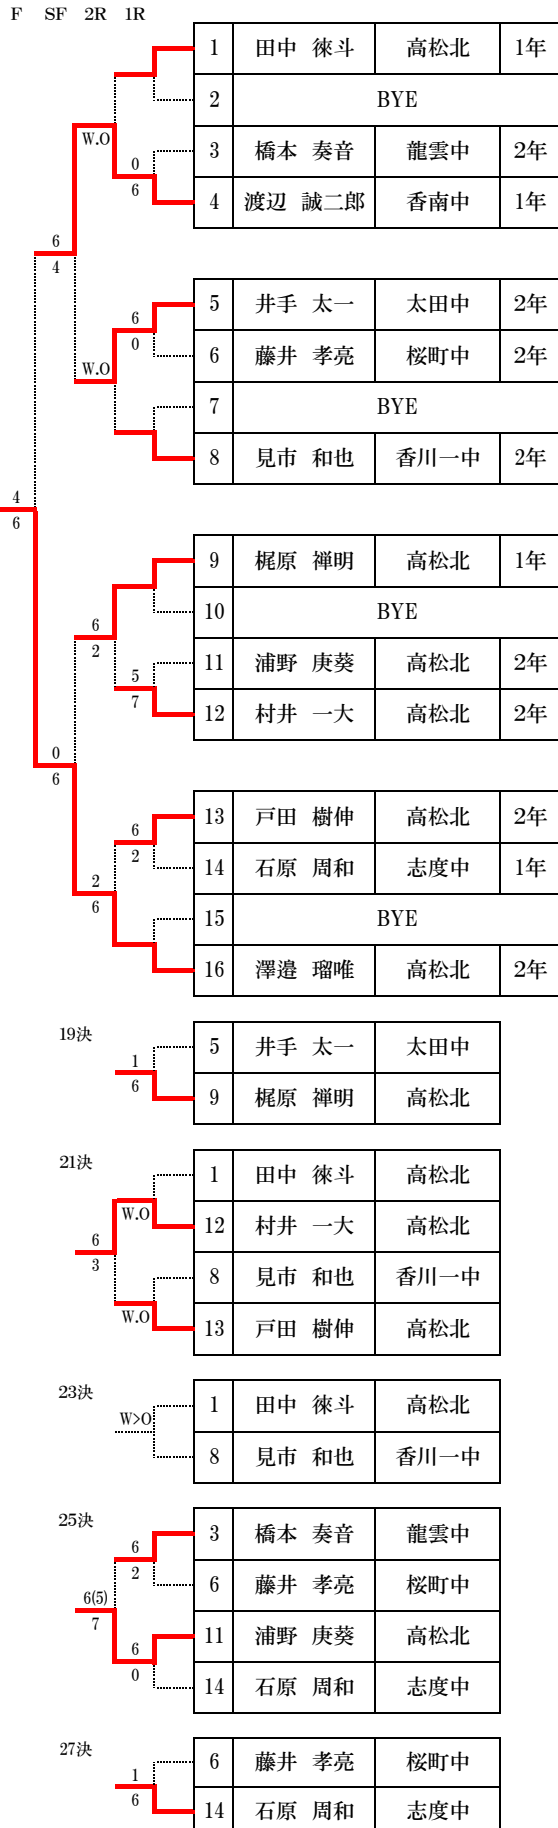 F SF 2R 1R
1 田中 徠斗 高松北 1年
2 BYE
W.O
0
3 橋本 奏音 龍雲中 2年
6
4 渡辺 誠二郎 香南中 1年
6
4
6
5 井手 太一 太田中 2年
0
6 藤井 孝亮 桜町中 2年
W.O
7 BYE
8 見市 和也 香川一中 2年
4
6
9 梶原 禅明 高松北 1年
10 BYE
6
2
5
11 浦野 庚葵 高松北 2年
7
12 村井 一大 高松北 2年
0
6
6
13 戸田 樹伸 高松北 2年
2
14 石原 周和 志度中 1年
2
6
15 BYE
16 澤邉 瑠唯 高松北 2年
19決
5 井手 太一 太田中
1
6
9 梶原 禅明 高松北
21決
1 田中 徠斗 高松北
W.O
12 村井 一大 高松北
6
3
8 見市 和也 香川一中
W.O
13 戸田 樹伸 高松北
23決
1 田中 徠斗 高松北
W>O
8 見市 和也 香川一中
25決
3 橋本 奏音 龍雲中
6
2
6 藤井 孝亮 桜町中
6(5)
7
11 浦野 庚葵 高松北
6
0
14 石原 周和 志度中
27決
6 藤井 孝亮 桜町中
1
6
14 石原 周和 志度中